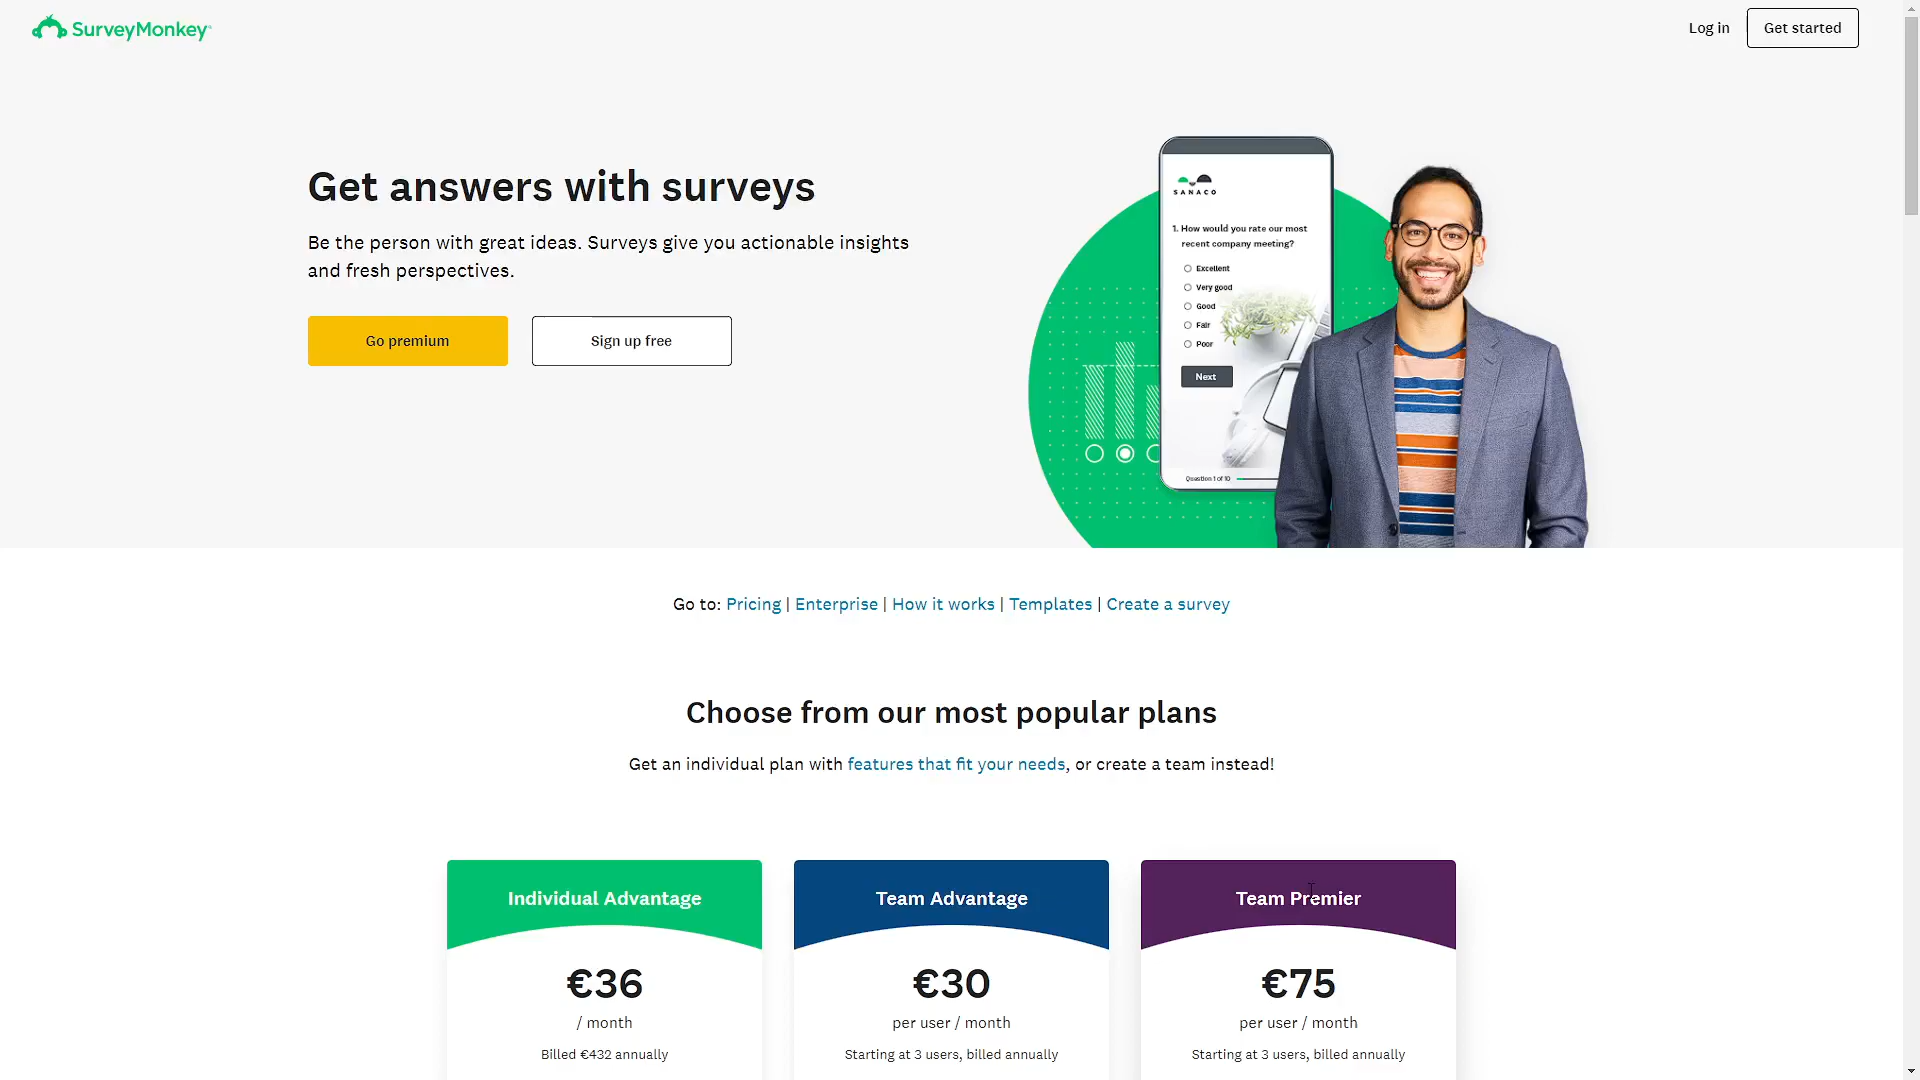 SurveyMonkey
Log in
Get started
Get answers with surveys
Be the person with great ideas. Surveys give you actionable insights
and fresh perspectives.
Go premium
Sign up free
SANACO
1. How would you rate our most
recent company meeting?
Excellent
Very good
Good
Fair
Poor
Next
Question 1 of 10
Go to: Pricing | Enterprise | How it works | Templates | Create a survey
Choose from our most popular plans
Get an individual plan with features that fit your needs, or create a team instead!
Individual Advantage
€36
/ month
Billed €432 annually
Team Advantage
€30
per user / month
Starting at 3 users, billed annually
Team Premier
€75
per user / month
Starting at 3 users, billed annually